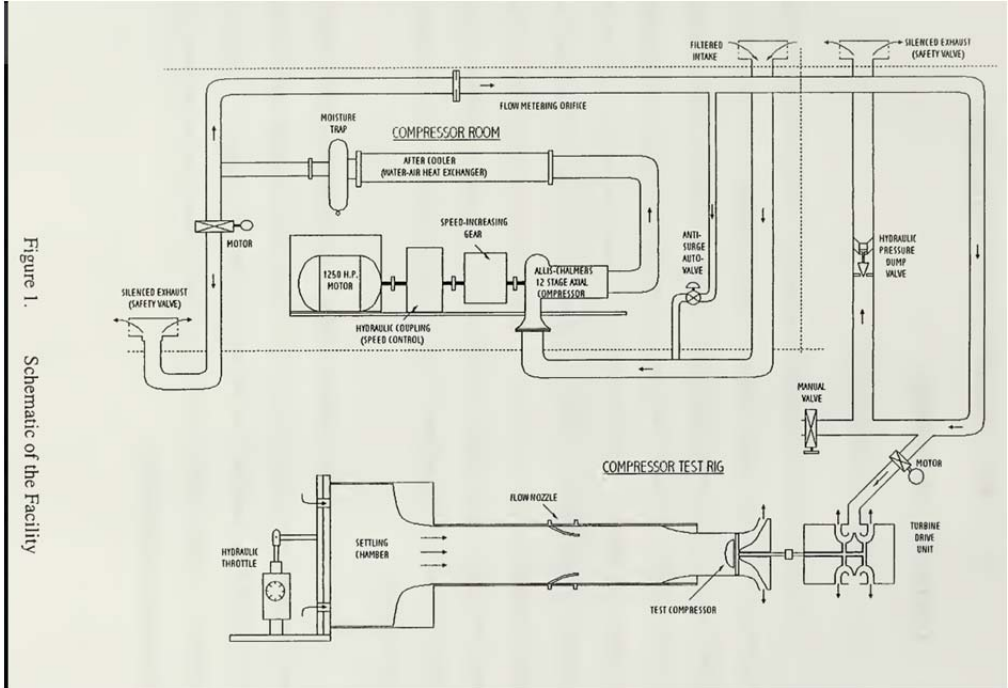 FILTERED
INTAKE
SILENCED EXHAUST
(SAFETY VALVE)
FLOW METERING ORIFICE
MOISTURE
TRAP
COMPRESSOR ROOM
AFTER COOLER
(WATER-AIR HEAT EXCHANGER)
SPEED-INCREASING
GEAR
MOTOR
ANTI-
SURGE
AUTO-
VALVE
HYDRAULIC
PRESSURE
DUMP
VALVE
1250 H.P.
MOTOR
ALLIS-CHALMERS
12 STAGE AXIAL
COMPRESSOR
SILENCED EXHAUST
(SAFETY VALVE)
HYDRAULIC COUPLING
(SPEED CONTROL)
MANUAL
VALVE
COMPRESSOR TEST RIG
MOTOR
FLOW NOZZLE
SETTLING
CHAMBER
HYDRAULIC
THROTTLE
TURBINE
DRIVE
UNIT
TEST COMPRESSOR
Figure 1. Schematic of the Facility